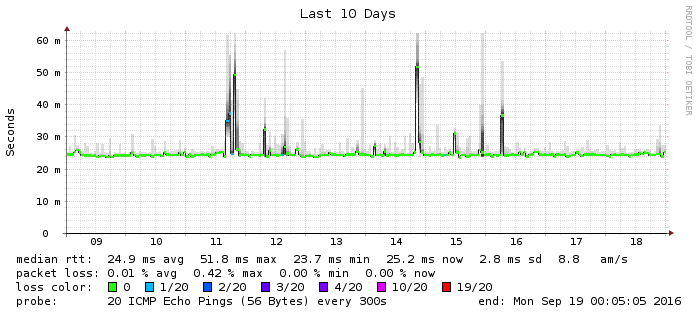 Last 10 Days
RRDTOOL / TOBI OETIKER
Seconds
60 m
50 m
40 m
30 m
20 m
10 m
0
09 10 11 12 13 14 15 16 17 18
median rtt: 24.9 ms avg 51.8 ms max 23.7 ms min 25.2 ms now 2.8 ms sd 8.8 am/s
packet loss: 0.01 % avg 0.42 % max 0.00 % min 0.00 % now
loss color: 0 1/20 2/20 3/20 4/20 10/20 19/20
probe: 20 ICMP Echo Pings (56 Bytes) every 300s end: Mon Sep 19 00:05:05 2016